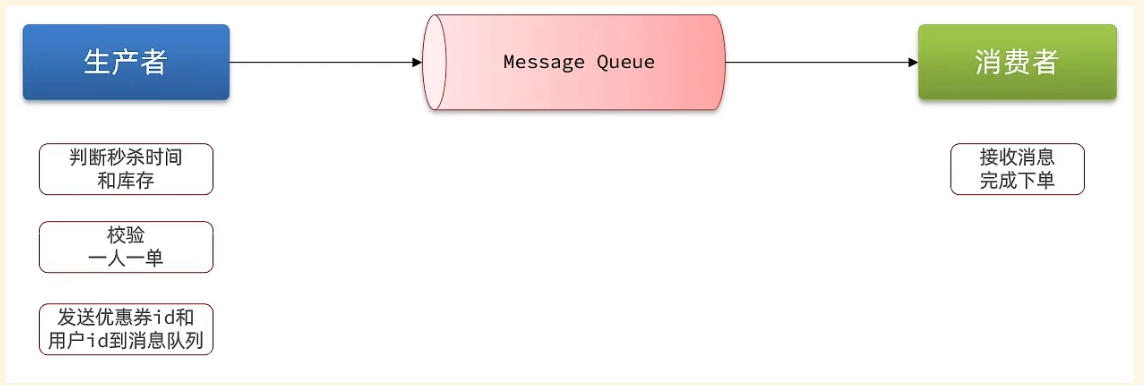 生产者
Message Queue
消费者
判断秒杀时间
和库存
接收消息
完成下单
校验
一人一单
发送优惠券id和
用户id到消息队列